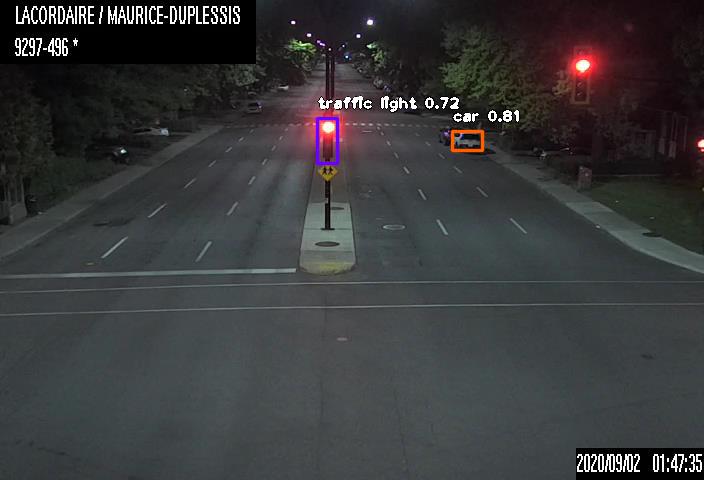 LACORDAIRE / MAURICE-DUPLESSIS
9297-496 *
traffic light 0.72
car 0.81
2020/09/02 01:47:35